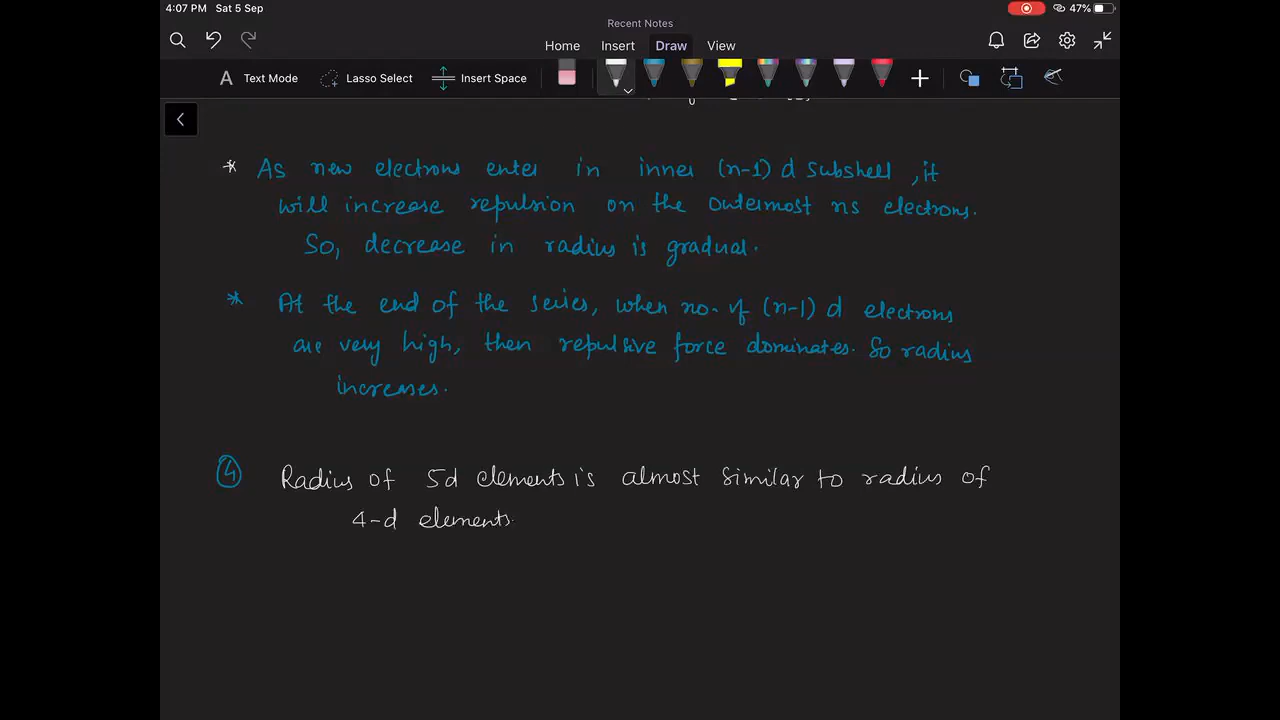 4:07 PM Sat 5 Sep
47%
Recent Notes
Home Insert Draw View
Text Mode Lasso Select Insert Space
* As new electrons enter in inner (n-1) d subshell, it
will increase repulsion on the outermost ns electrons.
So, decrease in radius is gradual.
* At the end of the series, when no. of (n-1) d electrons
are very high, then repulsive force dominates. So radius
increases.
④ Radius of 5d elements is almost similar to radius of
4-d elements.